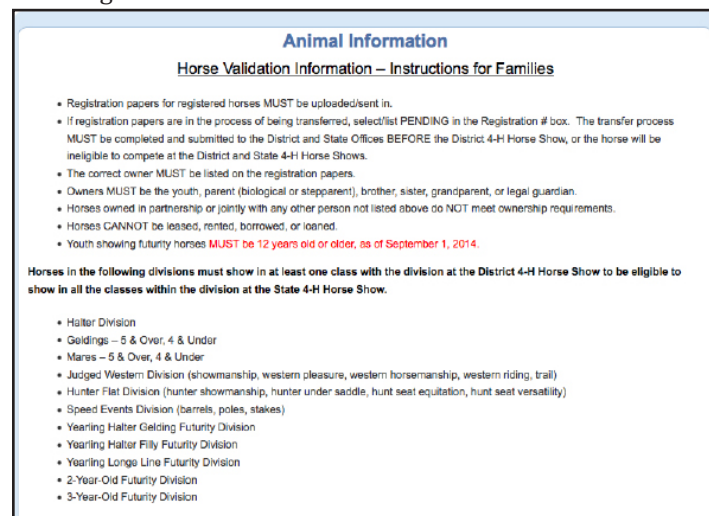 Animal Information
Horse Validation Information – Instructions for Families
• Registration papers for registered horses MUST be uploaded/sent in.
• If registration papers are in the process of being transferred, select/list PENDING in the Registration # box. The transfer process
MUST be completed and submitted to the District and State Offices BEFORE the District 4-H Horse Show, or the horse will be
ineligible to compete at the District and State 4-H Horse Shows.
• The correct owner MUST be listed on the registration papers.
• Owners MUST be the youth, parent (biological or stepparent), brother, sister, grandparent, or legal guardian.
• Horses owned in partnership or jointly with any other person not listed above do NOT meet ownership requirements.
• Horses CANNOT be leased, rented, borrowed, or loaned.
• Youth showing futurity horses MUST be 12 years old or older, as of September 1, 2014.
Horses in the following divisions must show in at least one class with the division at the District 4-H Horse Show to be eligible to
show in all the classes within the division at the State 4-H Horse Show.
• Halter Division
• Geldings – 5 & Over, 4 & Under
• Mares – 5 & Over, 4 & Under
• Judged Western Division (showmanship, western pleasure, western horsemanship, western riding, trail)
• Hunter Flat Division (hunter showmanship, hunter under saddle, hunt seat equitation, hunt seat versatility)
• Speed Events Division (barrels, poles, stakes)
• Yearling Halter Gelding Futurity Division
• Yearling Halter Filly Futurity Division
• Yearling Longe Line Futurity Division
• 2-Year-Old Futurity Division
• 3-Year-Old Futurity Division